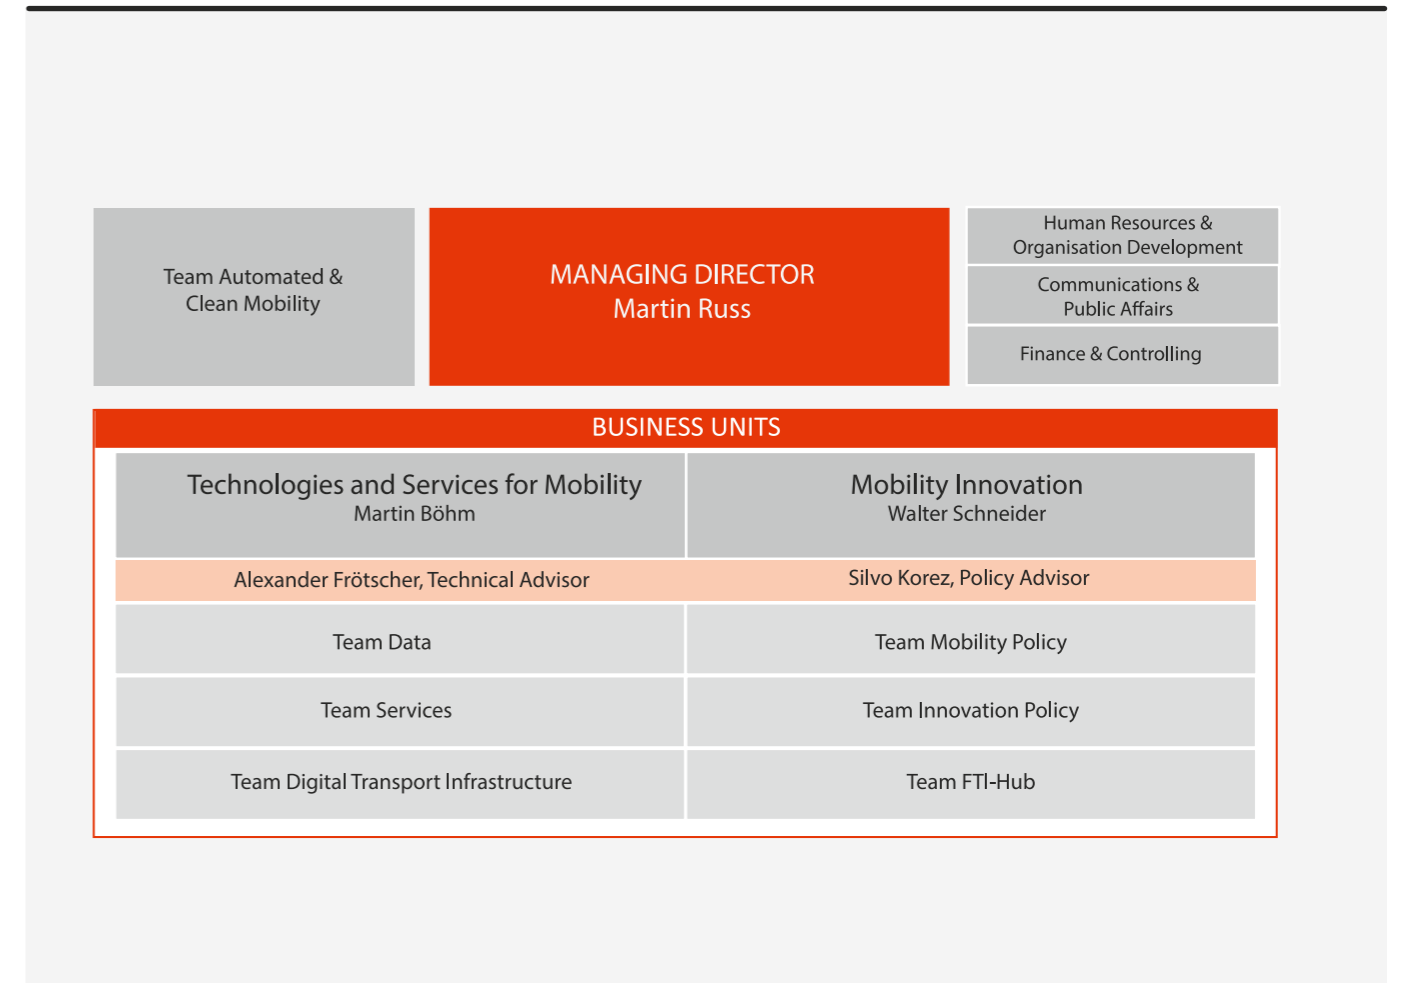 Team Automated &
Clean Mobility
MANAGING DIRECTOR
Martin Russ
Human Resources &
Organisation Development
Communications &
Public Affairs
Finance & Controlling
BUSINESS UNITS
Technologies and Services for Mobility
Martin Böhm
Mobility Innovation
Walter Schneider
Alexander Frötscher, Technical Advisor
Silvo Korez, Policy Advisor
Team Data
Team Mobility Policy
Team Services
Team Innovation Policy
Team Digital Transport Infrastructure
Team FTI-Hub